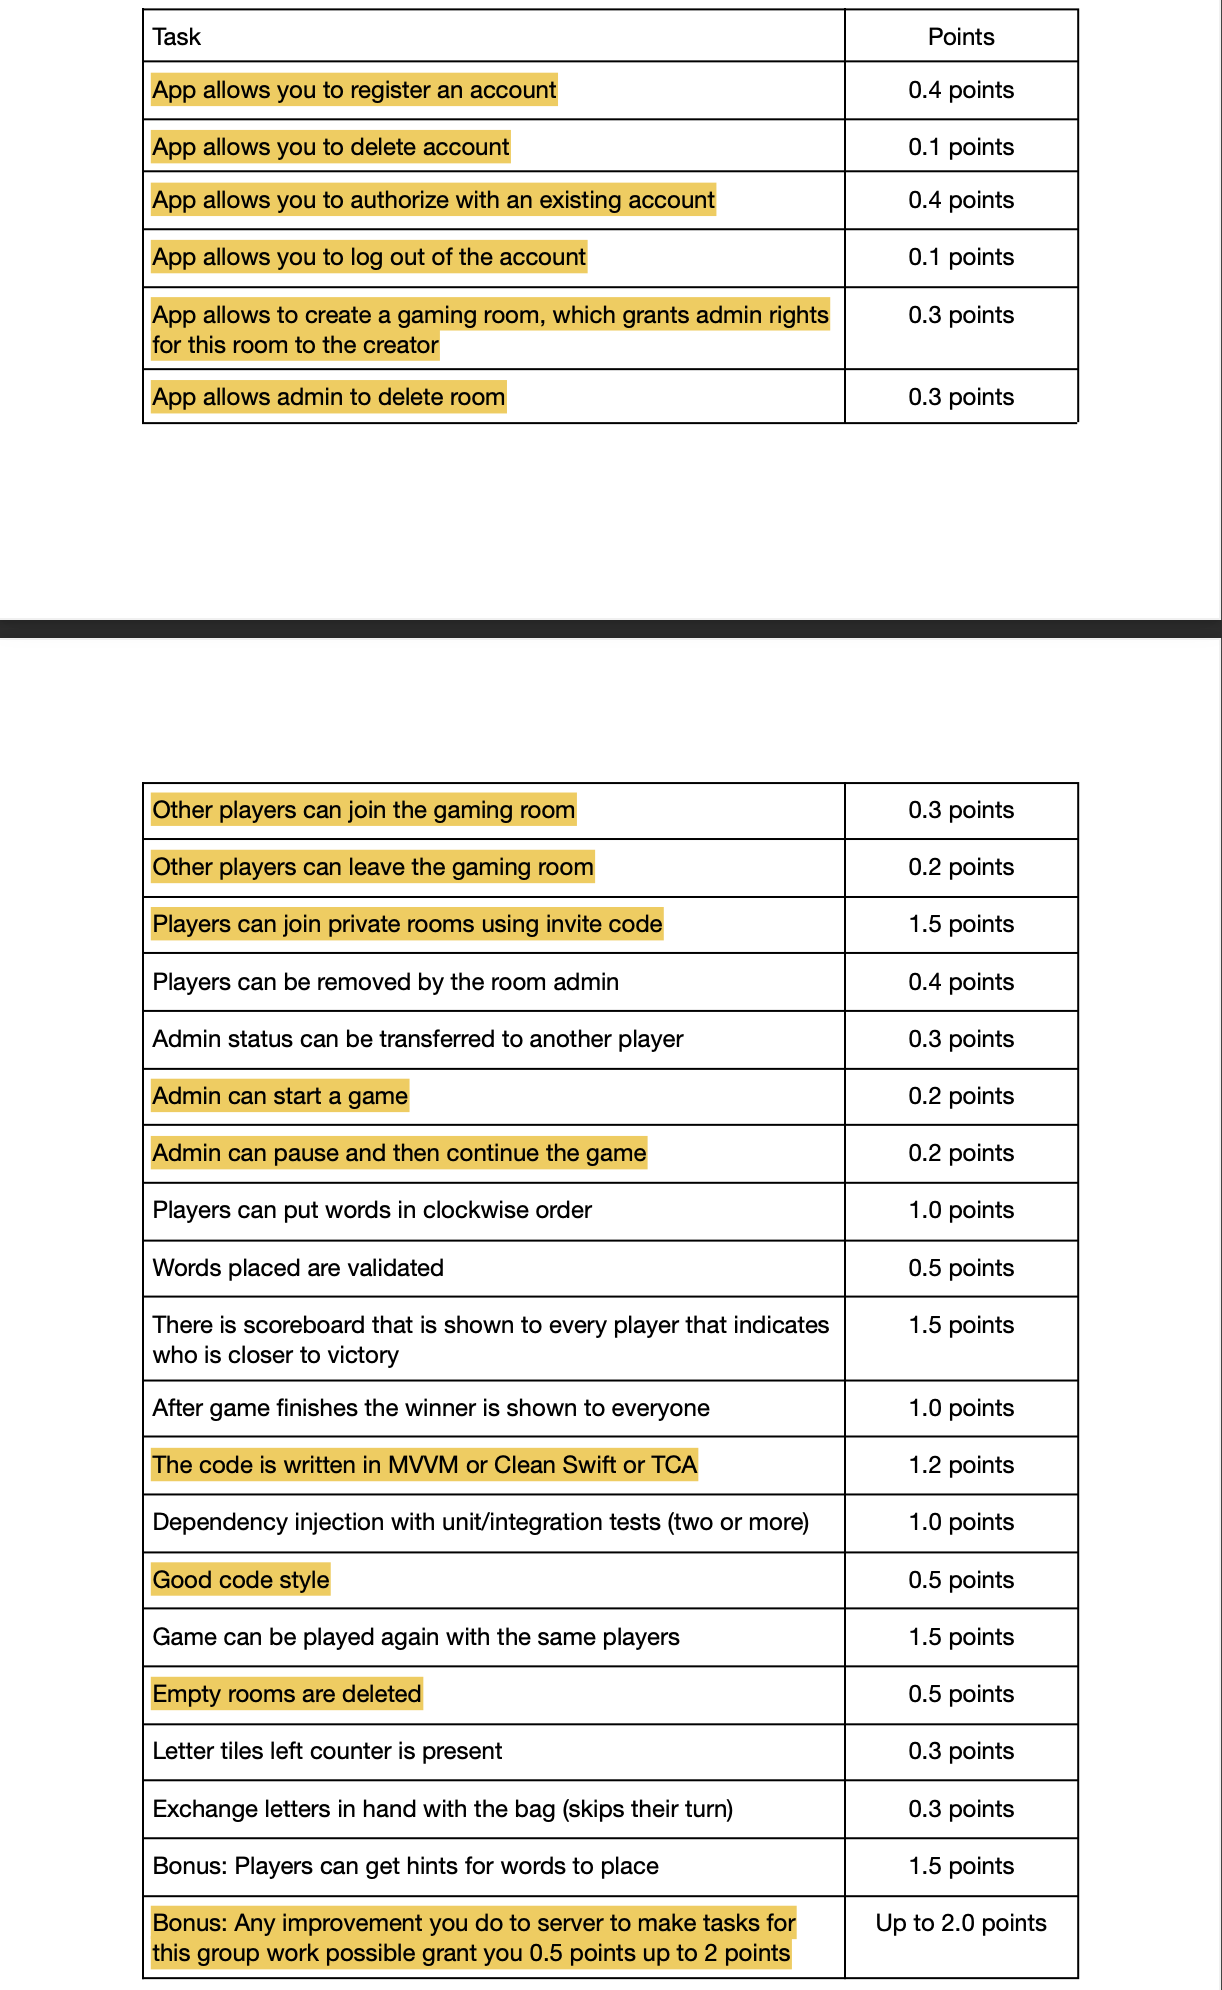 Task Points
App allows you to register an account 0.4 points
App allows you to delete account 0.1 points
App allows you to authorize with an existing account 0.4 points
App allows you to log out of the account 0.1 points
App allows to create a gaming room, which grants admin rights 0.3 points
for this room to the creator
App allows admin to delete room 0.3 points
Other players can join the gaming room 0.3 points
Other players can leave the gaming room 0.2 points
Players can join private rooms using invite code 1.5 points
Players can be removed by the room admin 0.4 points
Admin status can be transferred to another player 0.3 points
Admin can start a game 0.2 points
Admin can pause and then continue the game 0.2 points
Players can put words in clockwise order 1.0 points
Words placed are validated 0.5 points
There is scoreboard that is shown to every player that indicates 1.5 points
who is closer to victory
After game finishes the winner is shown to everyone 1.0 points
The code is written in MVVM or Clean Swift or TCA 1.2 points
Dependency injection with unit/integration tests (two or more) 1.0 points
Good code style 0.5 points
Game can be played again with the same players 1.5 points
Empty rooms are deleted 0.5 points
Letter tiles left counter is present 0.3 points
Exchange letters in hand with the bag (skips their turn) 0.3 points
Bonus: Players can get hints for words to place 1.5 points
Bonus: Any improvement you do to server to make tasks for Up to 2.0 points
this group work possible grant you 0.5 points up to 2 points